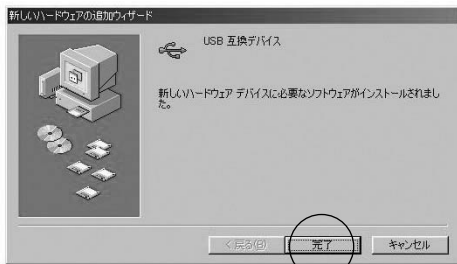 新しいハードウェアの追加ウィザード
USB 互換デバイス
新しいハードウェア デバイスに必要なソフトウェアがインストールされまし
た。
< 戻る(B)
完了
キャンセル